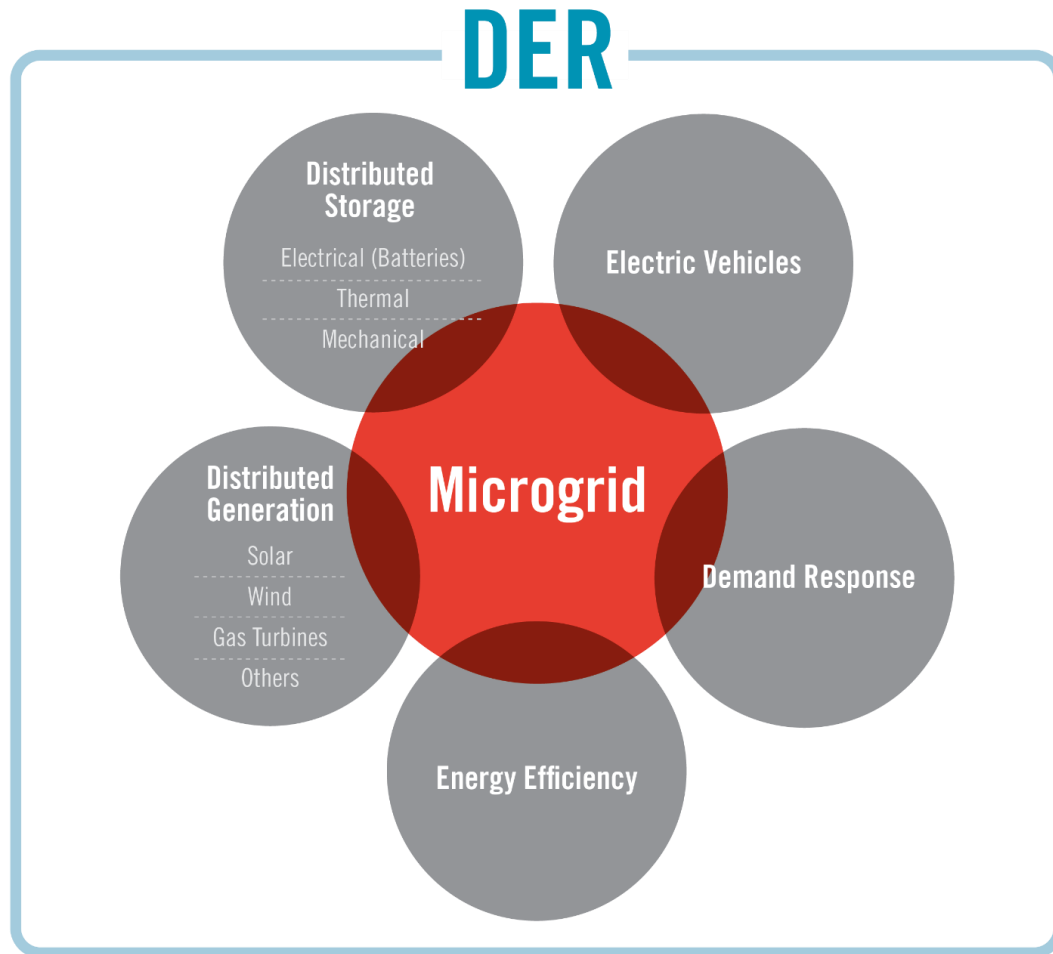 DER
Distributed
Storage
Electrical (Batteries)
Thermal
Mechanical
Electric Vehicles
Microgrid
Distributed
Generation
Solar
Wind
Gas Turbines
Others
Demand Response
Energy Efficiency